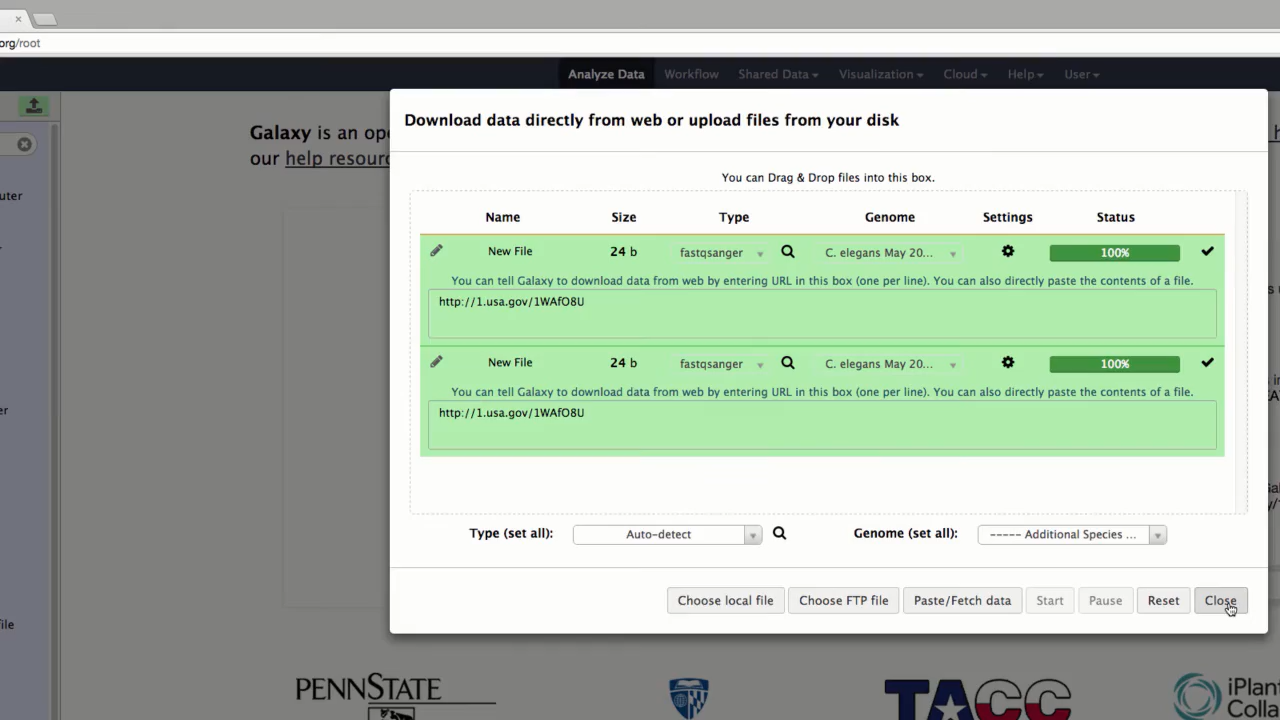 ×
org/root
Analyze Data Workflow Shared Data Visualization Cloud Help User
Download data directly from web or upload files from your disk
Galaxy is an ope
our help resourc
You can Drag & Drop files into this box.
Name Size Type Genome Settings Status
New File 24 b fastqsanger C. elegans May 20... 100%
You can tell Galaxy to download data from web by entering URL in this box (one per line). You can also directly paste the contents of a file.
http://1.usa.gov/1WAfO8U
New File 24 b fastqsanger C. elegans May 20... 100%
You can tell Galaxy to download data from web by entering URL in this box (one per line). You can also directly paste the contents of a file.
http://1.usa.gov/1WAfO8U
Type (set all): Auto-detect Genome (set all): ----- Additional Species ...
Choose local file Choose FTP file Paste/Fetch data Start Pause Reset Close
uter
er
file
PENNSTATE
TACC
iPlant
Colla